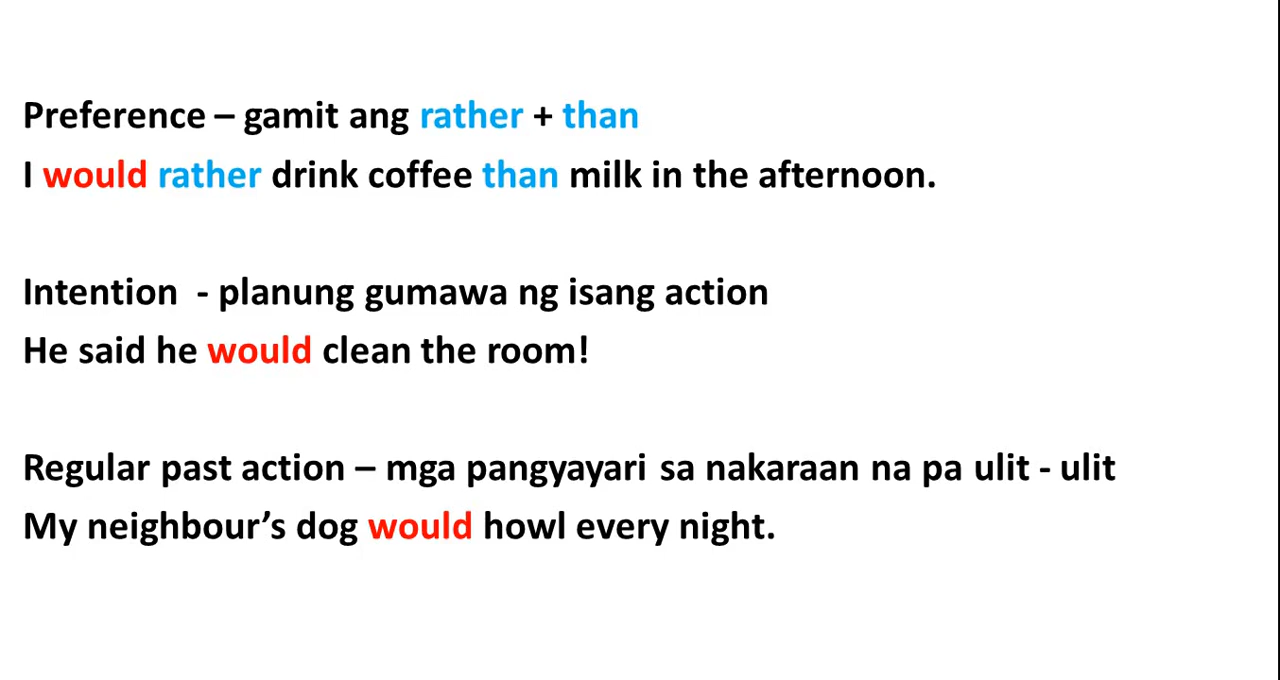 Preference – gamit ang rather + than
I would rather drink coffee than milk in the afternoon.
Intention - planung gumawa ng isang action
He said he would clean the room!
Regular past action – mga pangyayari sa nakaraan na pa ulit - ulit
My neighbour’s dog would howl every night.